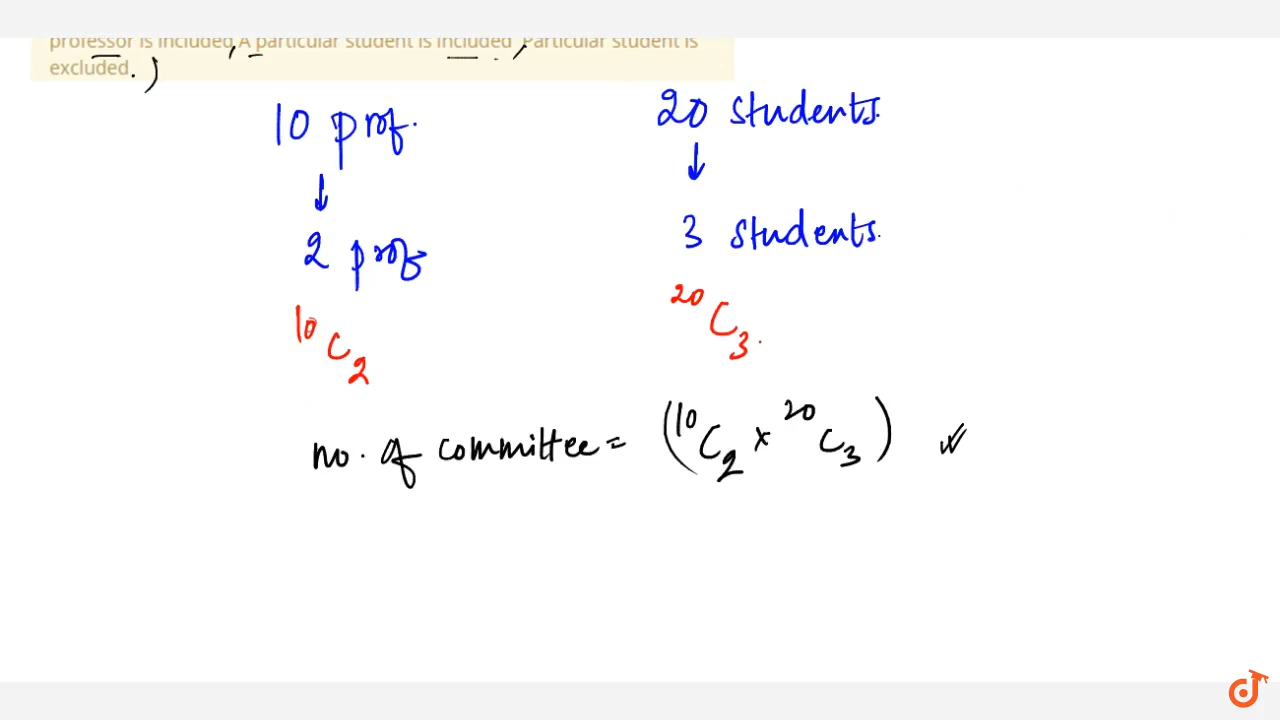 professor is included, A particular student is included, Particular student is
excluded.)
10 prof. 20 students.
↓ ↓
2 prof 3 students.
¹⁰C₂ ²⁰C₃.
no. of committee = (¹⁰C₂ × ²⁰C₃)